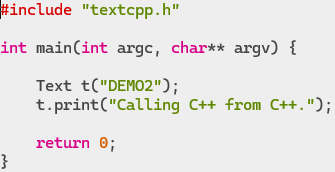 #include "textcpp.h"
int main(int argc, char** argv) {
    Text t("DEMO2");
    t.print("Calling C++ from C++.");
    return 0;
}